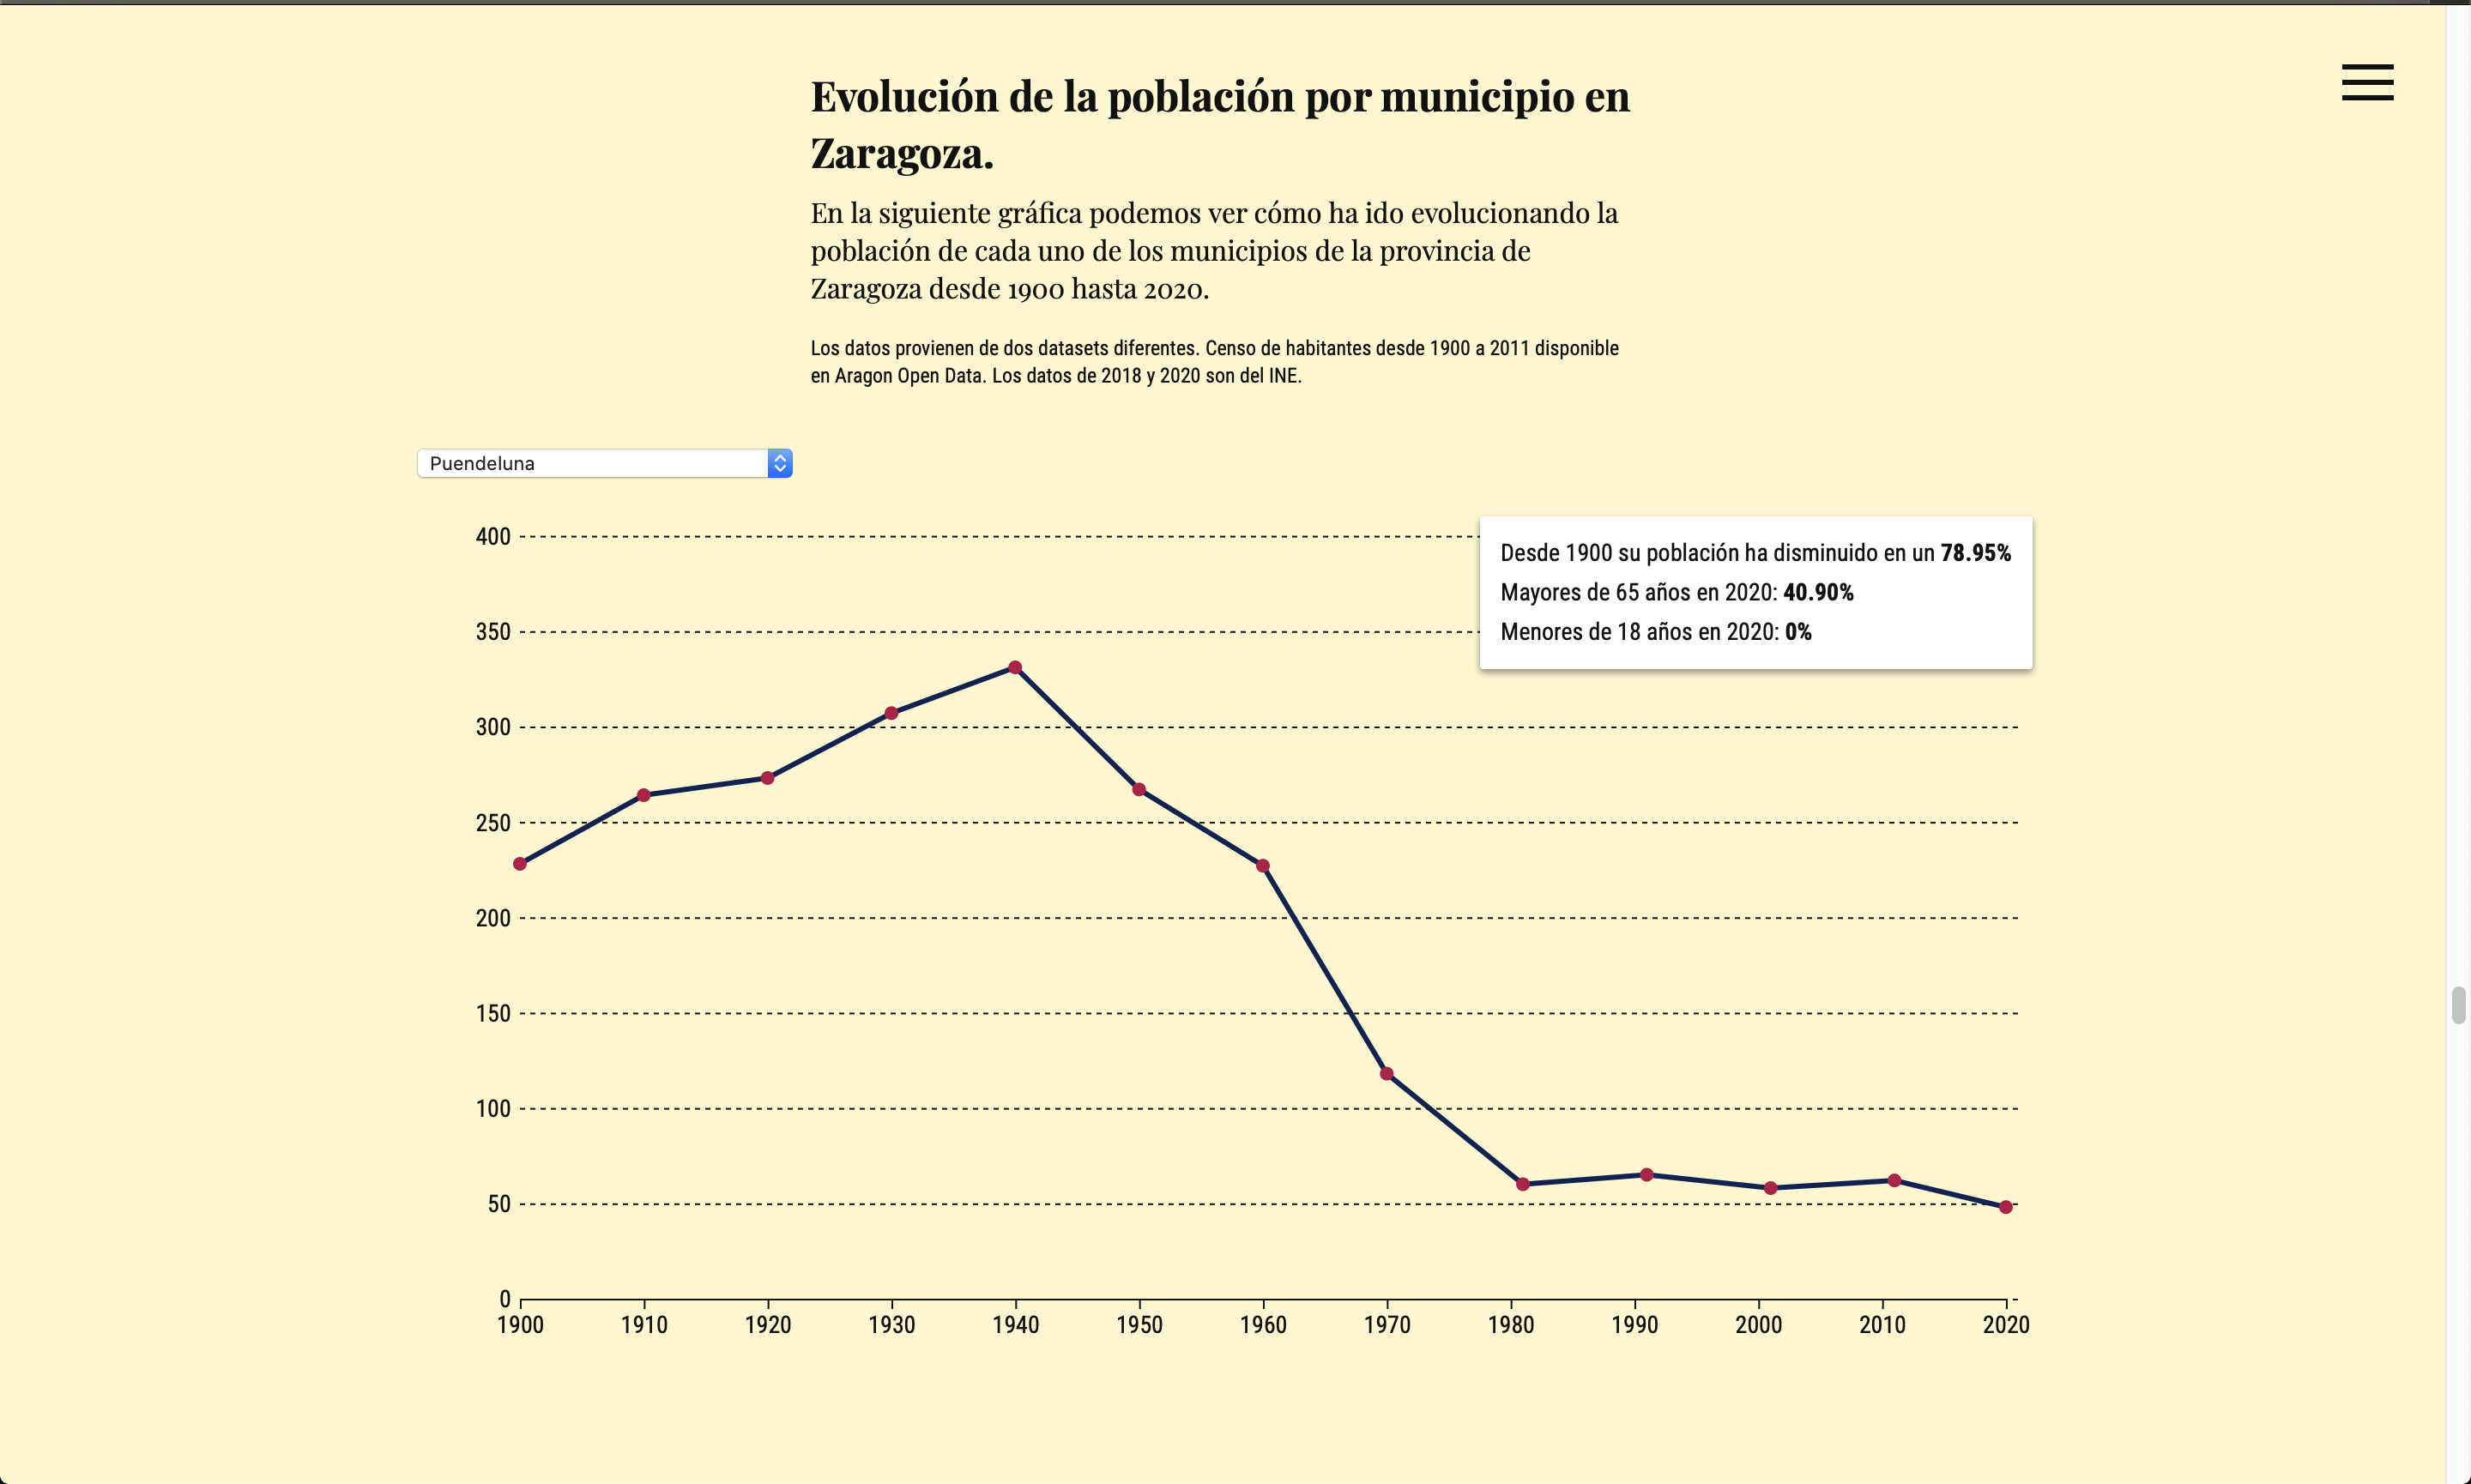 Evolución de la población por municipio en
Zaragoza.
En la siguiente gráfica podemos ver cómo ha ido evolucionando la
población de cada uno de los municipios de la provincia de
Zaragoza desde 1900 hasta 2020.
Los datos provienen de dos datasets diferentes. Censo de habitantes desde 1900 a 2011 disponible
en Aragon Open Data. Los datos de 2018 y 2020 son del INE.
Puendeluna
Desde 1900 su población ha disminuido en un 78.95%
Mayores de 65 años en 2020: 40.90%
Menores de 18 años en 2020: 0%
400
350
300
250
200
150
100
50
0
1900 1910 1920 1930 1940 1950 1960 1970 1980 1990 2000 2010 2020